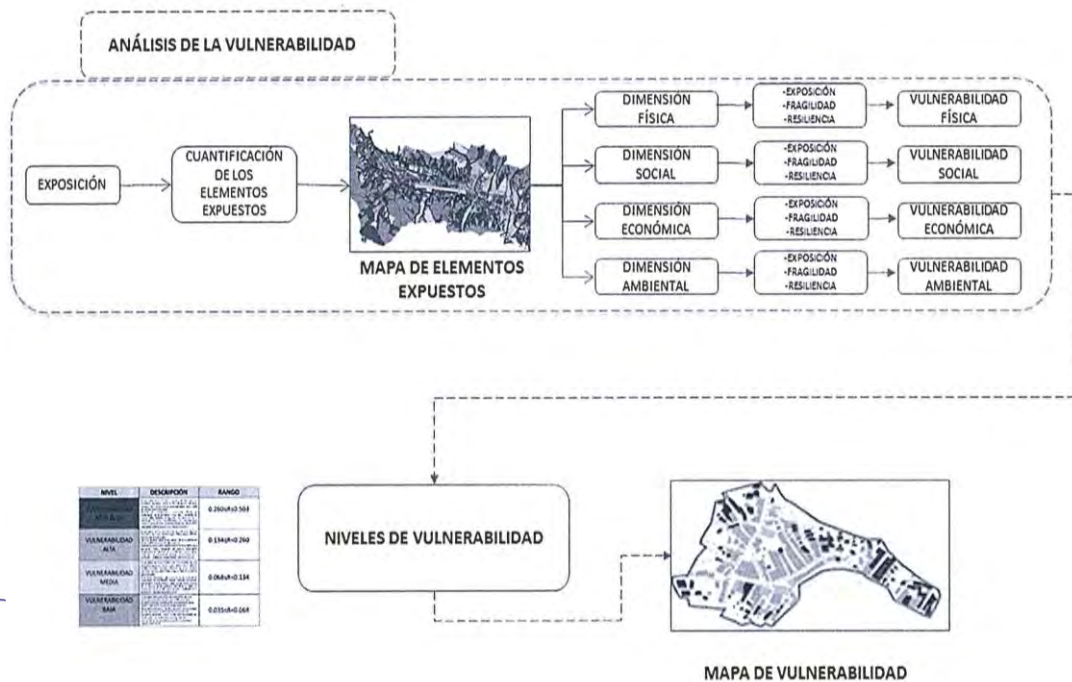 ANÁLISIS DE LA VULNERABILIDAD
EXPOSICIÓN
CUANTIFICACIÓN
DE LOS
ELEMENTOS
EXPUESTOS
MAPA DE ELEMENTOS
EXPUESTOS
DIMENSIÓN
FÍSICA
-EXPOSICIÓN
-FRAGILIDAD
-RESILIENCIA
VULNERABILIDAD
FÍSICA
DIMENSIÓN
SOCIAL
-EXPOSICIÓN
-FRAGILIDAD
-RESILIENCIA
VULNERABILIDAD
SOCIAL
DIMENSIÓN
ECONÓMICA
-EXPOSICIÓN
-FRAGILIDAD
-RESILIENCIA
VULNERABILIDAD
ECONÓMICA
DIMENSIÓN
AMBIENTAL
-EXPOSICIÓN
-FRAGILIDAD
-RESILIENCIA
VULNERABILIDAD
AMBIENTAL
NIVEL DESCRIPCIÓN RANGO
VULNERABILIDAD
ALTA
VULNERABILIDAD
MEDIA
VULNERABILIDAD
BAJA
NIVELES DE VULNERABILIDAD
MAPA DE VULNERABILIDAD